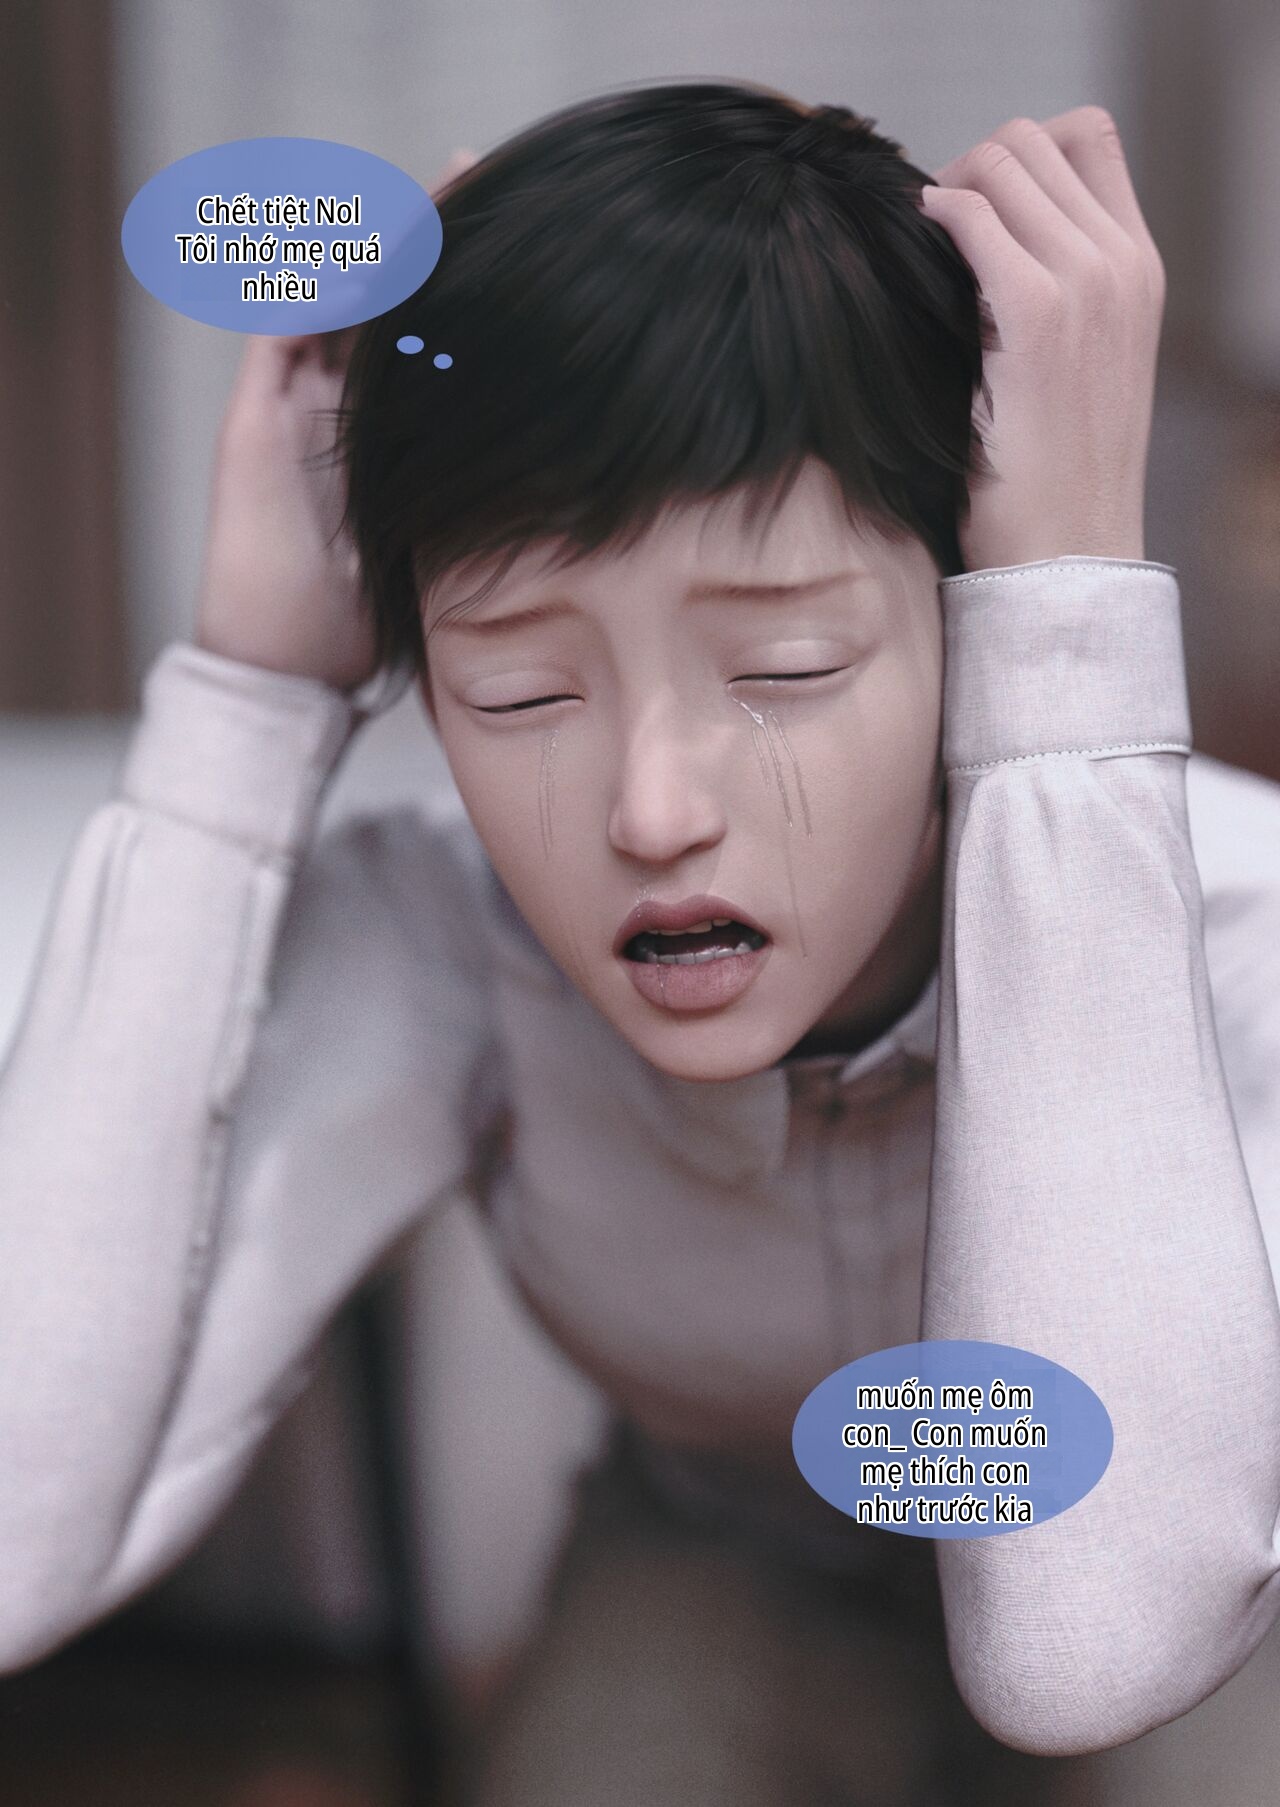 Chết tiệt Nol
Tôi nhớ mẹ quá
nhiều
muốn mẹ ôm
con_ Con muốn
mẹ thích con
như trước kia